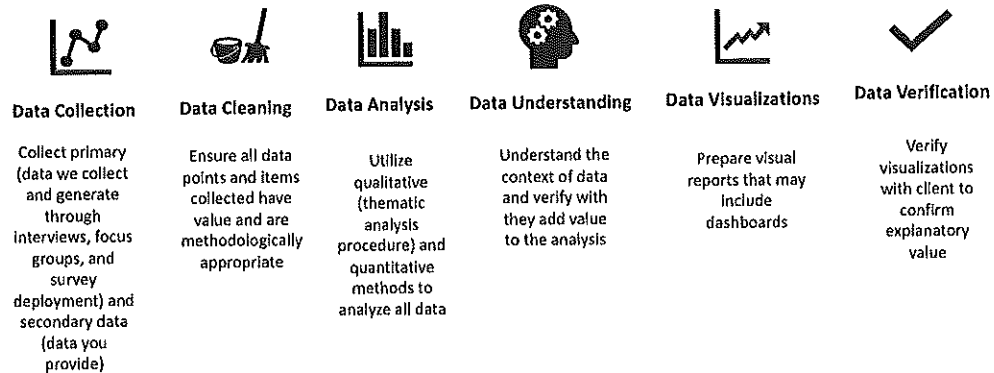 Data Collection
Collect primary
(data we collect
and generate
through
interviews, focus
groups, and
survey
deployment) and
secondary data
(data you
provide)
Data Cleaning
Ensure all data
points and items
collected have
value and are
methodologically
appropriate
Data Analysis
Utilize
qualitative
(thematic
analysis
procedure) and
quantitative
methods to
analyze all data
Data Understanding
Understand the
context of data
and verify with
they add value
to the analysis
Data Visualizations
Prepare visual
reports that may
include
dashboards
Data Verification
Verify
visualizations
with client to
confirm
explanatory
value